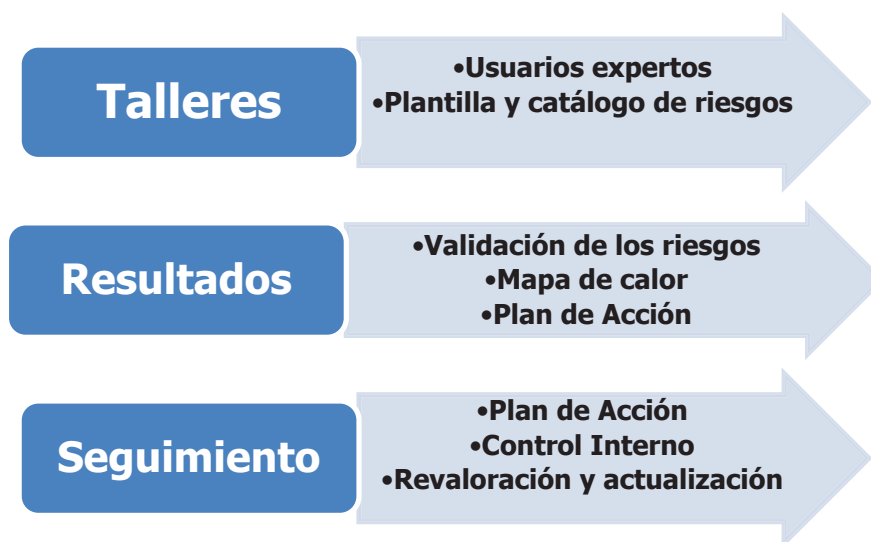 Talleres
•Usuarios expertos
•Plantilla y catálogo de riesgos
Resultados
•Validación de los riesgos
•Mapa de calor
•Plan de Acción
Seguimiento
•Plan de Acción
•Control Interno
•Revaloración y actualización